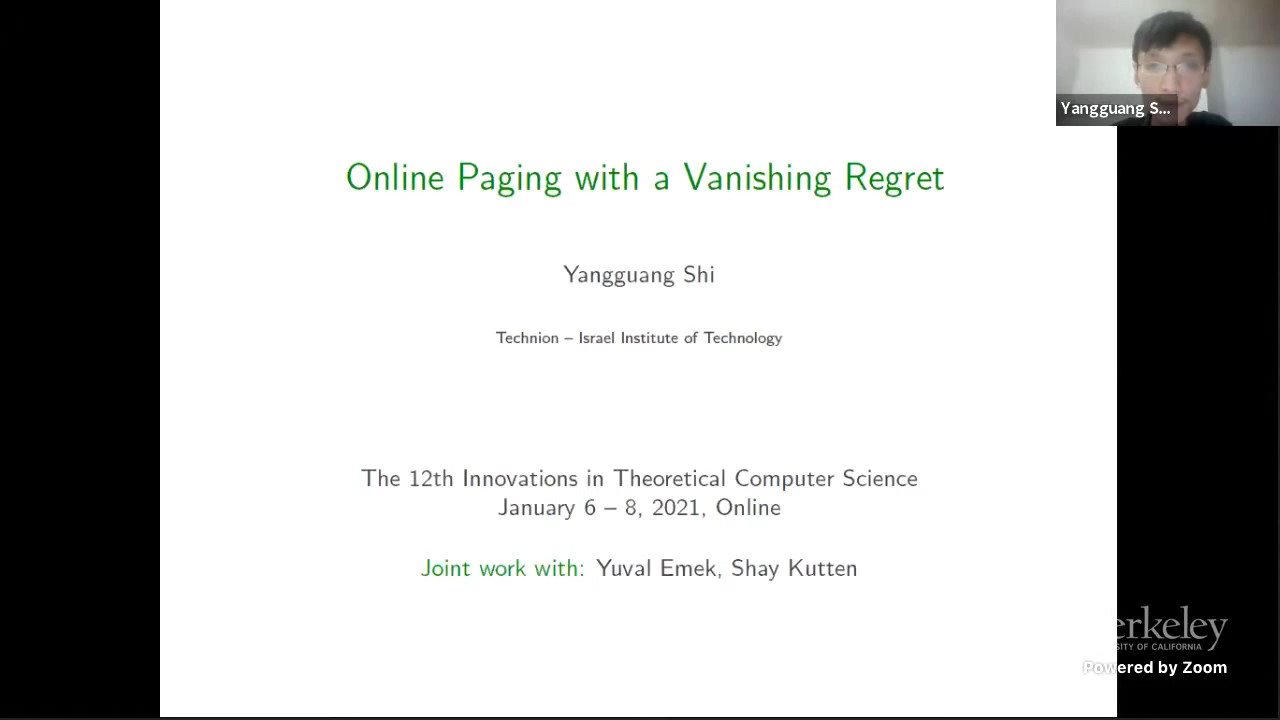 Yangguang S...
Online Paging with a Vanishing Regret
Yangguang Shi
Technion – Israel Institute of Technology
The 12th Innovations in Theoretical Computer Science
January 6 – 8, 2021, Online
Joint work with: Yuval Emek, Shay Kutten
erkeley
SITY OF CALIFORNIA
Powered by Zoom